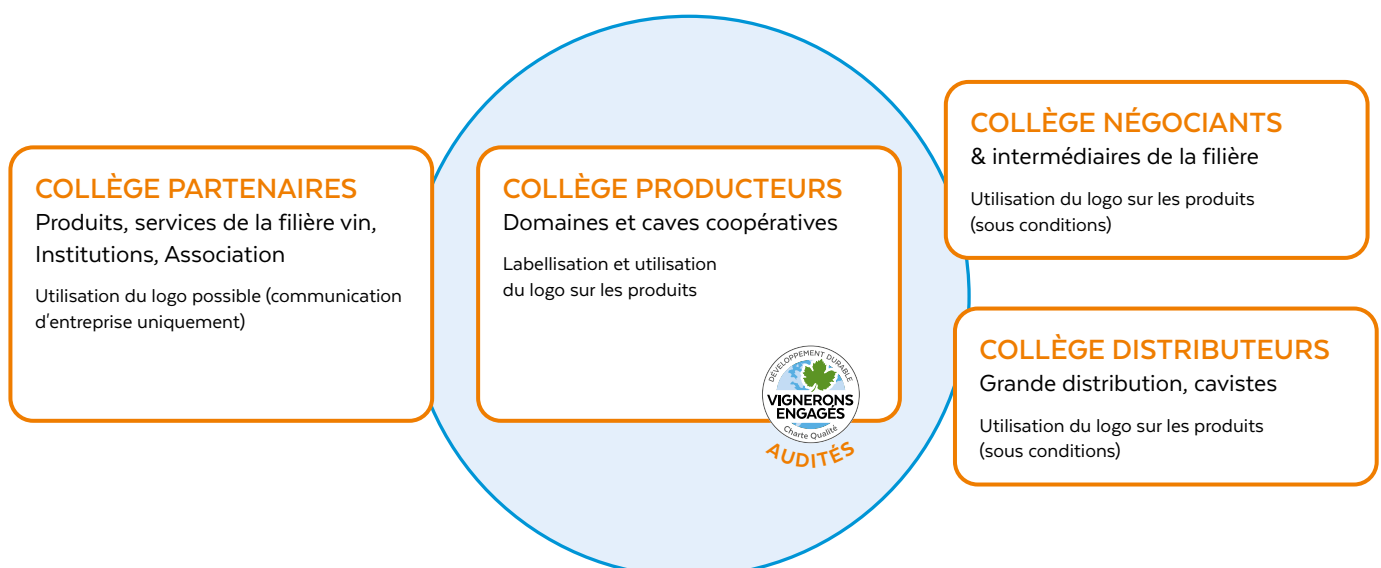 COLLÈGE PARTENAIRES
Produits, services de la filière vin,
Institutions, Association
Utilisation du logo possible (communication
d'entreprise uniquement)
COLLÈGE PRODUCTEURS
Domaines et caves coopératives
Labellisation et utilisation
du logo sur les produits
DÉVELOPPEMENT DURABLE
VIGNERONS
ENGAGÉS
Charte Qualité
AUDITÉS
COLLÈGE NÉGOCIANTS
& intermédiaires de la filière
Utilisation du logo sur les produits
(sous conditions)
COLLÈGE DISTRIBUTEURS
Grande distribution, cavistes
Utilisation du logo sur les produits
(sous conditions)